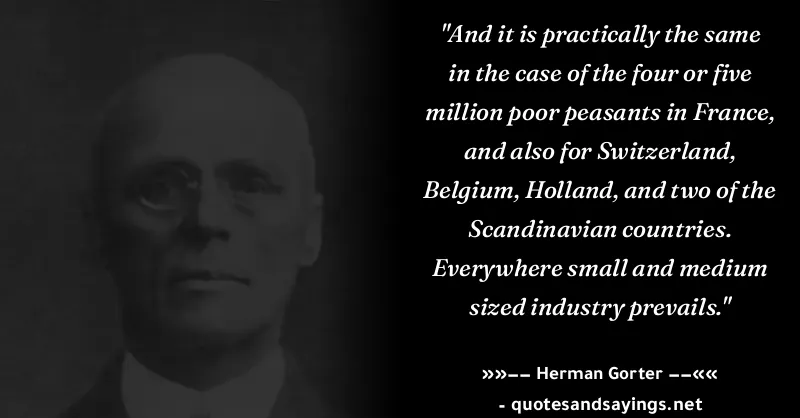 "And it is practically the same
in the case of the four or five
million poor peasants in France,
and also for Switzerland,
Belgium, Holland, and two of the
Scandinavian countries.
Everywhere small and medium
sized industry prevails."
»»–– Herman Gorter ––««
- quotesandsayings.net